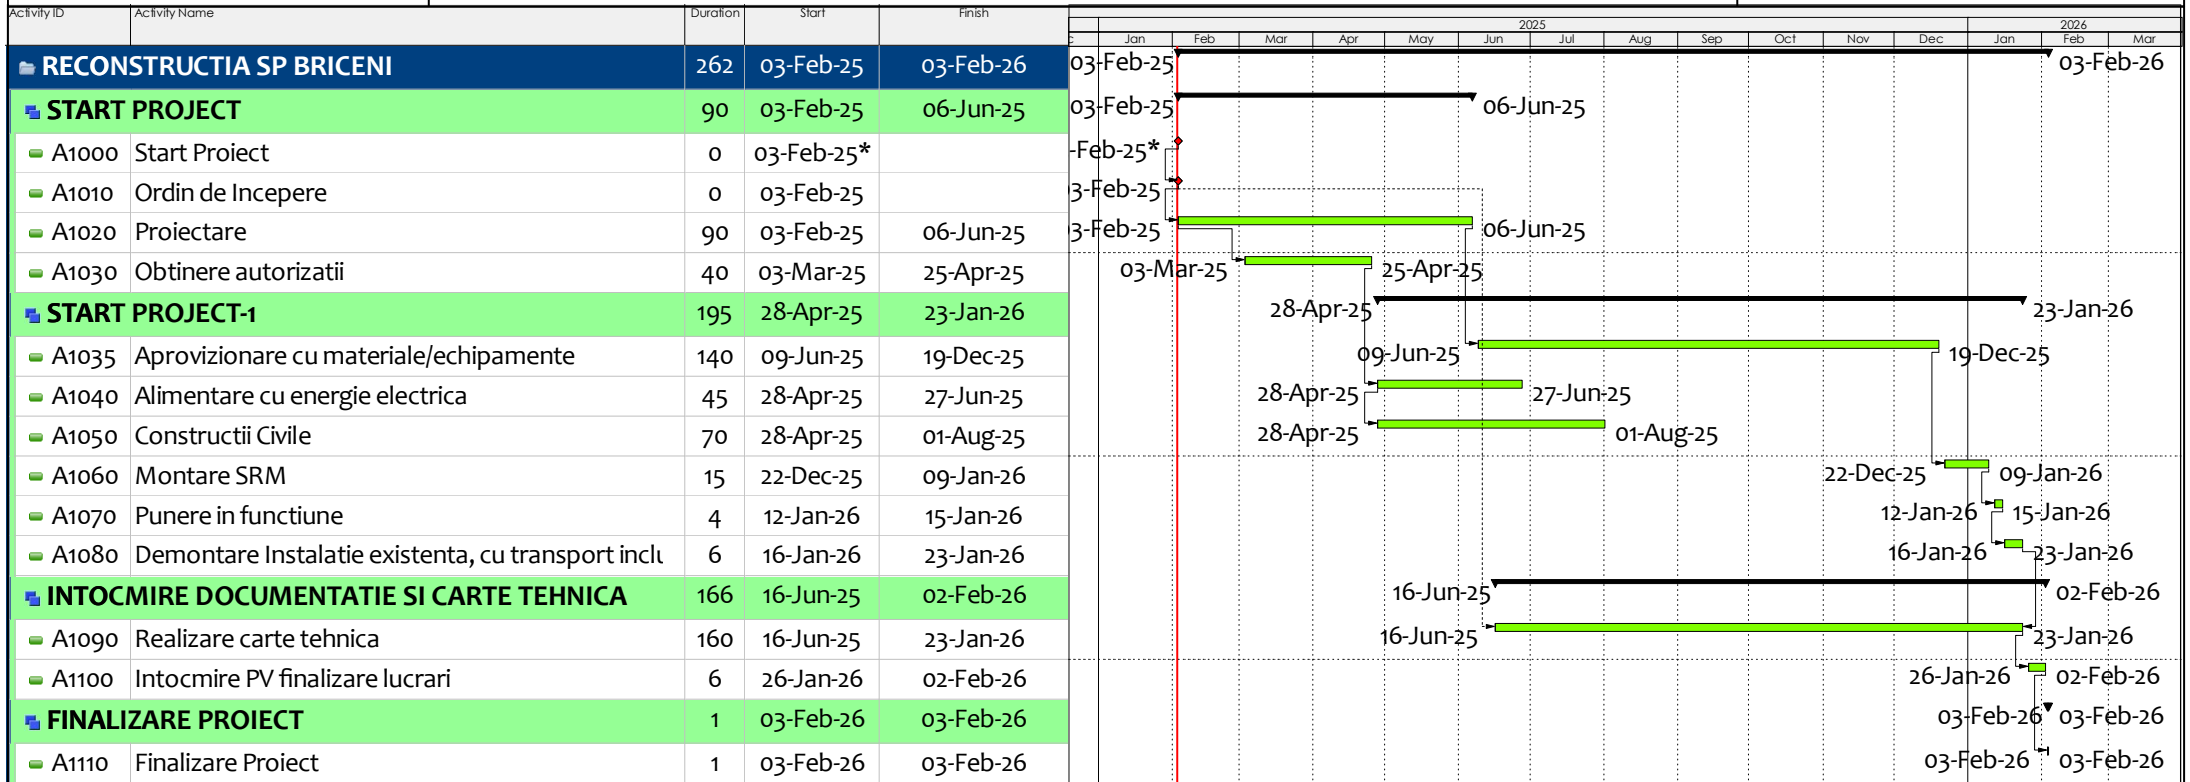 Activity ID Activity Name Duration Start Finish
2025 2026
c Jan Feb Mar Apr May Jun Jul Aug Sep Oct Nov Dec Jan Feb Mar
RECONSTRUCTIA SP BRICENI 262 03-Feb-25 03-Feb-26 03-Feb-25 03-Feb-26
START PROJECT 90 03-Feb-25 06-Jun-25 03-Feb-25 06-Jun-25
A1000 Start Proiect 0 03-Feb-25* -Feb-25*
A1010 Ordin de Incepere 0 03-Feb-25 3-Feb-25
A1020 Proiectare 90 03-Feb-25 06-Jun-25 3-Feb-25 06-Jun-25
A1030 Obtinere autorizatii 40 03-Mar-25 25-Apr-25 03-Mar-25 25-Apr-25
START PROJECT-1 195 28-Apr-25 23-Jan-26 28-Apr-25 23-Jan-26
A1035 Aprovizionare cu materiale/echipamente 140 09-Jun-25 19-Dec-25 09-Jun-25 19-Dec-25
A1040 Alimentare cu energie electrica 45 28-Apr-25 27-Jun-25 28-Apr-25 27-Jun-25
A1050 Constructii Civile 70 28-Apr-25 01-Aug-25 28-Apr-25 01-Aug-25
A1060 Montare SRM 15 22-Dec-25 09-Jan-26 22-Dec-25 09-Jan-26
A1070 Punere in functiune 4 12-Jan-26 15-Jan-26 12-Jan-26 15-Jan-26
A1080 Demontare Instalatie existenta, cu transport inclu 6 16-Jan-26 23-Jan-26 16-Jan-26 23-Jan-26
INTOCMIRE DOCUMENTATIE SI CARTE TEHNICA 166 16-Jun-25 02-Feb-26 16-Jun-25 02-Feb-26
A1090 Realizare carte tehnica 160 16-Jun-25 23-Jan-26 16-Jun-25 23-Jan-26
A1100 Intocmire PV finalizare lucrari 6 26-Jan-26 02-Feb-26 26-Jan-26 02-Feb-26
FINALIZARE PROIECT 1 03-Feb-26 03-Feb-26 03-Feb-26 03-Feb-26
A1110 Finalizare Proiect 1 03-Feb-26 03-Feb-26 03-Feb-26 03-Feb-26